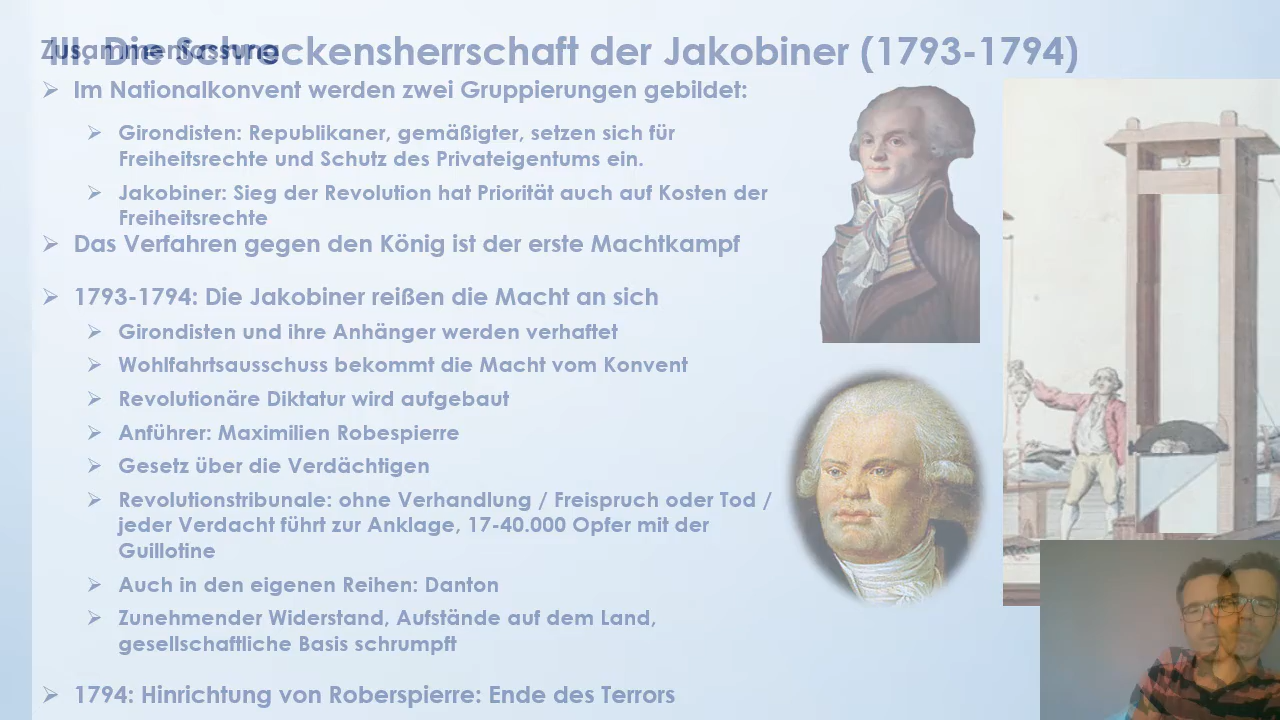 Zusammenfassung
III. Die Schreckensherrschaft der Jakobiner (1793-1794)
Im Nationalkonvent werden zwei Gruppierungen gebildet:
Girondisten: Republikaner, gemäßigter, setzen sich für
Freiheitsrechte und Schutz des Privateigentums ein.
Jakobiner: Sieg der Revolution hat Priorität auch auf Kosten der
Freiheitsrechte
Das Verfahren gegen den König ist der erste Machtkampf
1793-1794: Die Jakobiner reißen die Macht an sich
Girondisten und ihre Anhänger werden verhaftet
Wohlfahrtsausschuss bekommt die Macht vom Konvent
Revolutionäre Diktatur wird aufgebaut
Anführer: Maximilien Robespierre
Gesetz über die Verdächtigen
Revolutionstribunale: ohne Verhandlung / Freispruch oder Tod /
jeder Verdacht führt zur Anklage, 17-40.000 Opfer mit der
Guillotine
Auch in den eigenen Reihen: Danton
Zunehmender Widerstand, Aufstände auf dem Land,
gesellschaftliche Basis schrumpft
1794: Hinrichtung von Roberspierre: Ende des Terrors